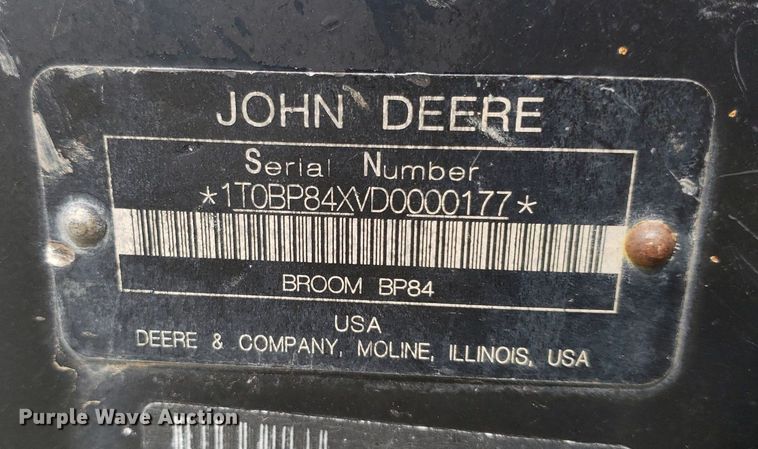 JOHN DEERE
Serial Number
*1T0BP84XVD0000177*
BROOM BP84
USA
DEERE & COMPANY, MOLINE, ILLINOIS, USA
Purple Wave Auction